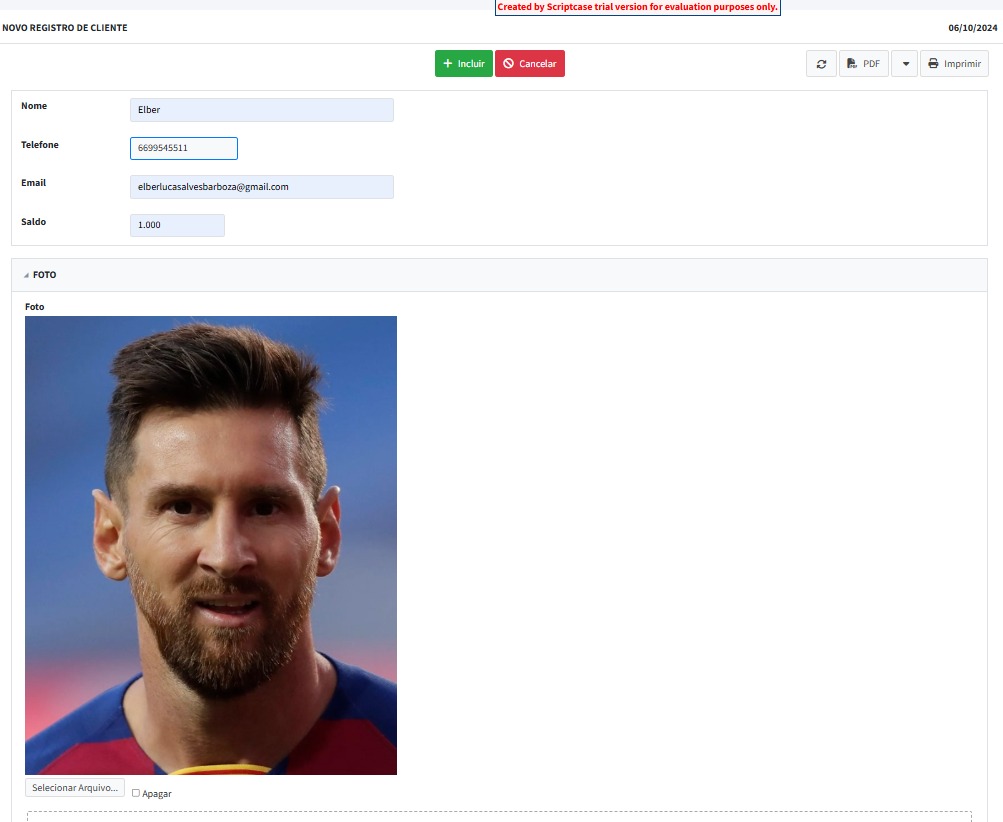 Created by Scriptcase trial version for evaluation purposes only.
NOVO REGISTRO DE CLIENTE 06/10/2024
+ Incluir Cancelar PDF Imprimir
Nome Elber
Telefone 6699545511
Email elberlucasalvesbarboza@gmail.com
Saldo 1.000
FOTO
Foto
Selecionar Arquivo... Apagar